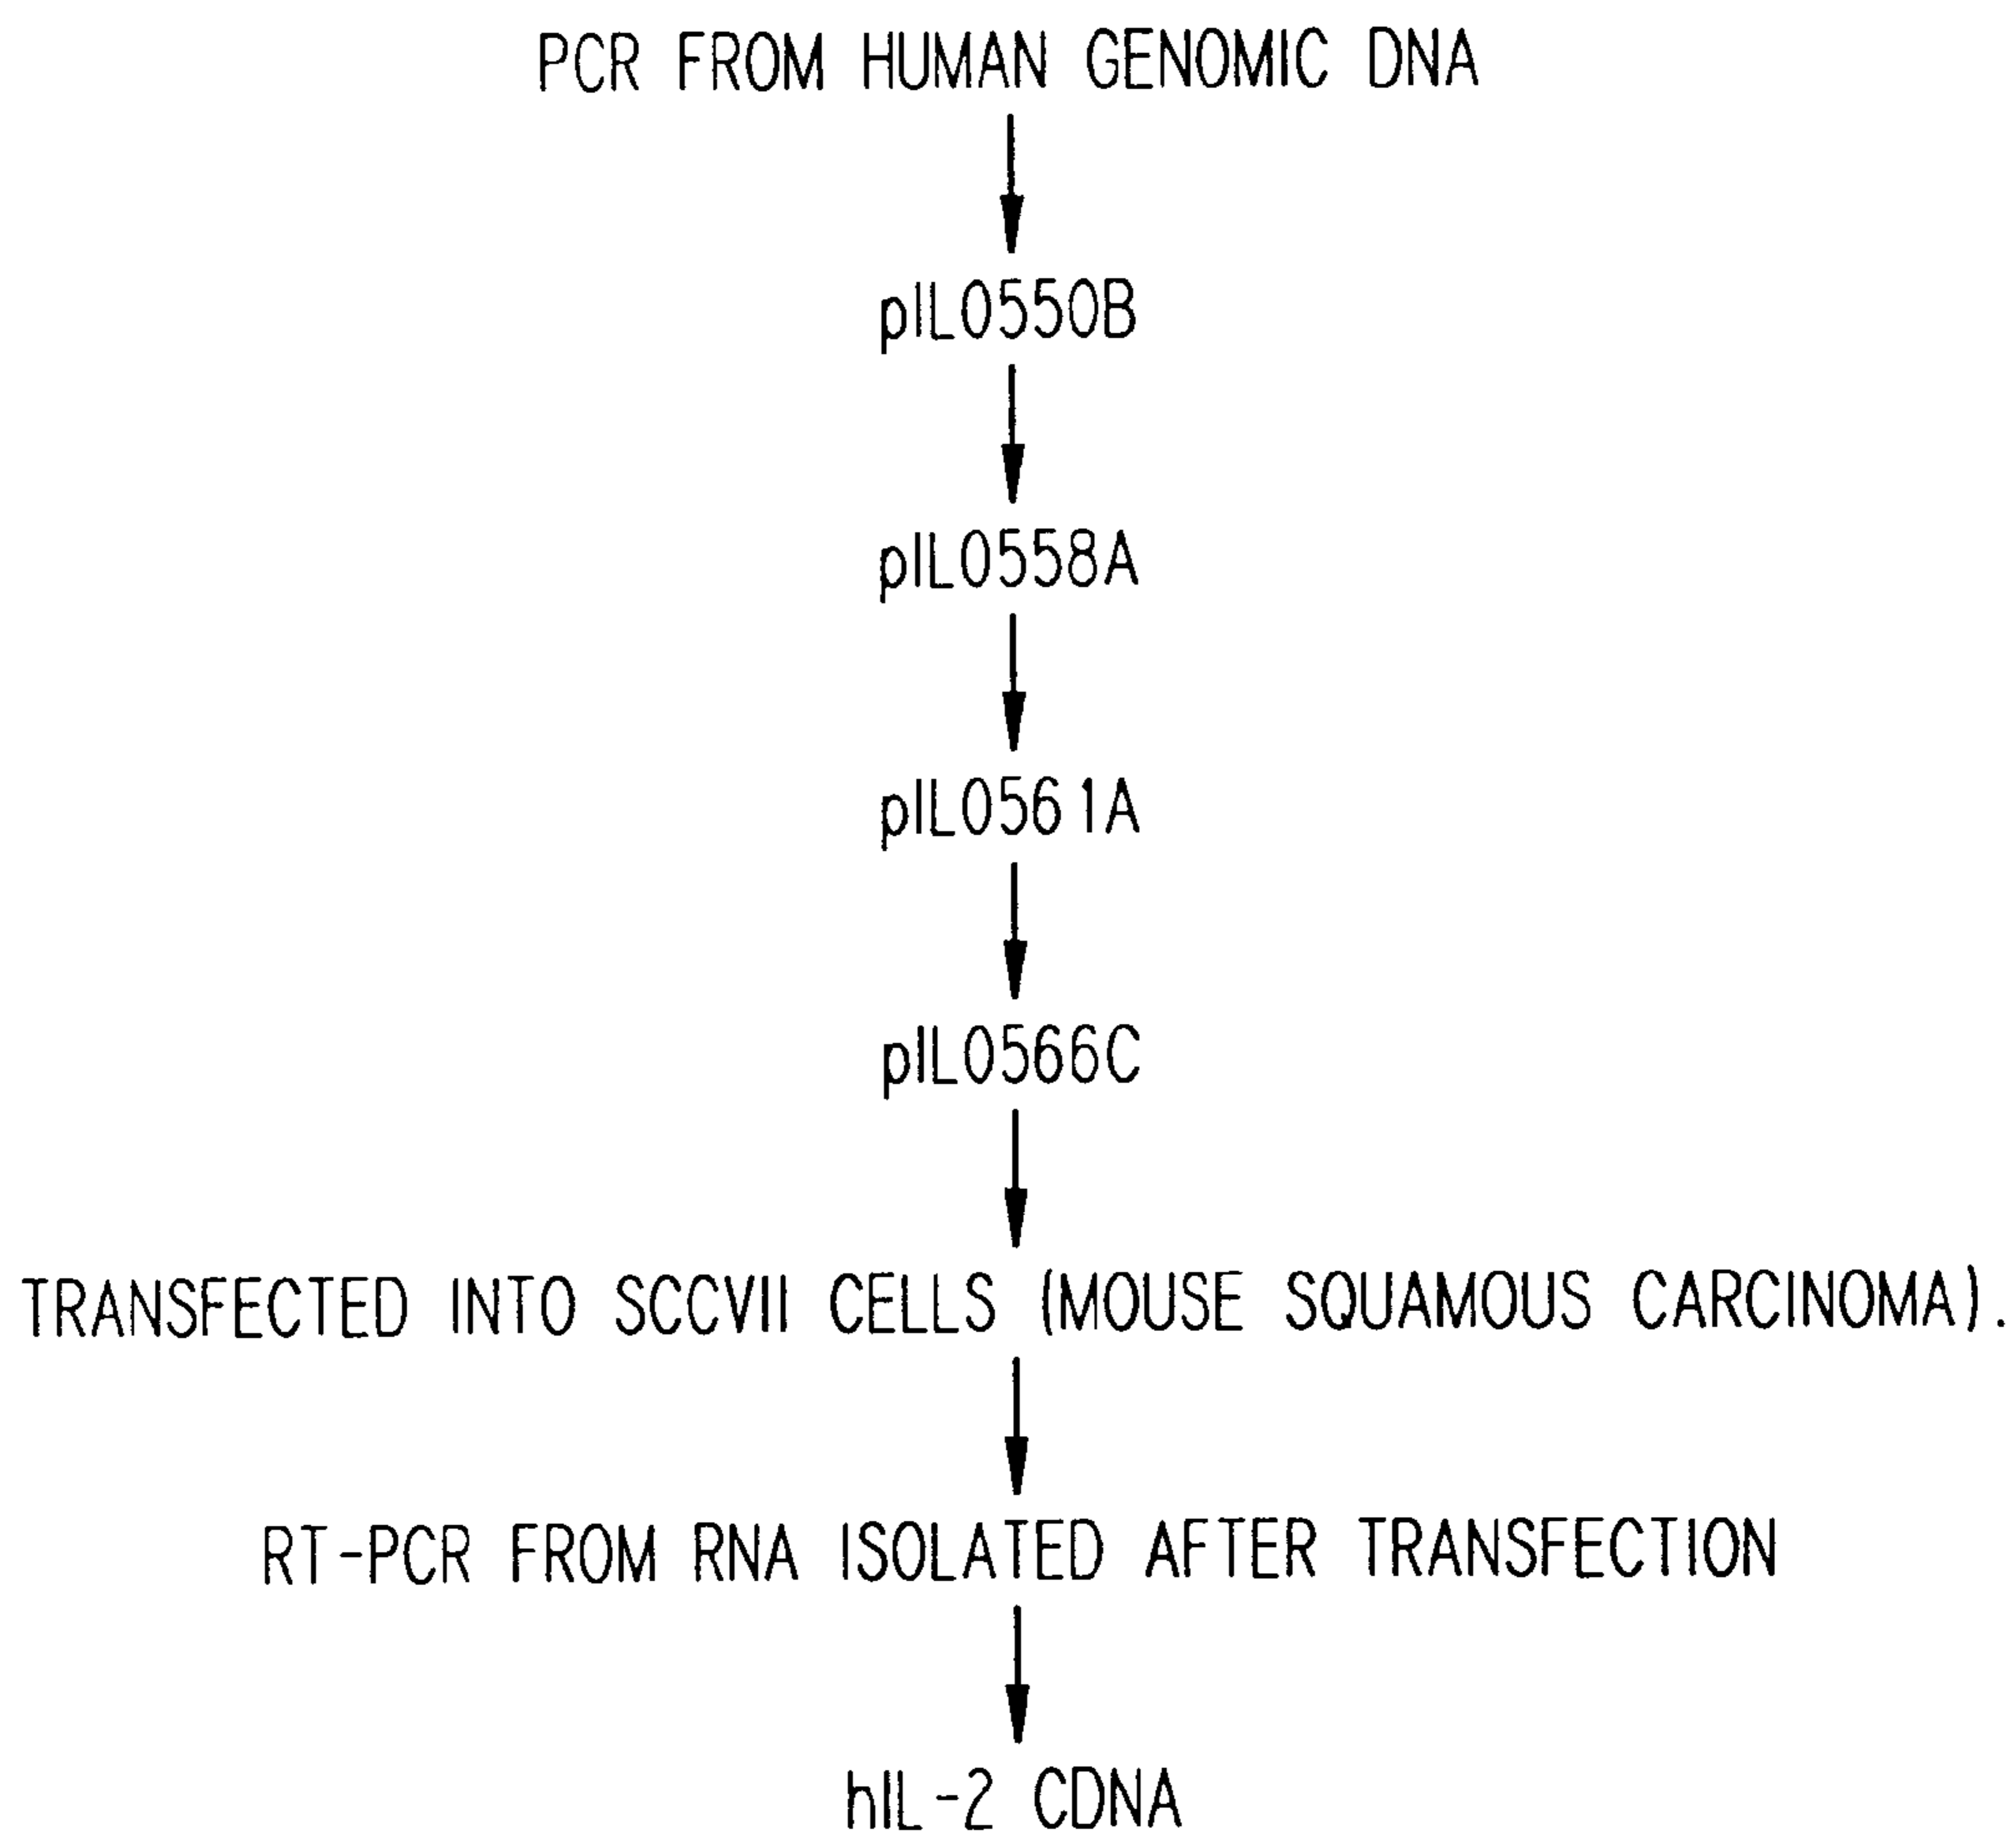 PCR FROM HUMAN GENOMIC DNA
pIL0550B
pIL0558A
pIL0561A
pIL0566C
TRANSFECTED INTO SCCVII CELLS (MOUSE SQUAMOUS CARCINOMA).
RT-PCR FROM RNA ISOLATED AFTER TRANSFECTION
hIL-2 CDNA